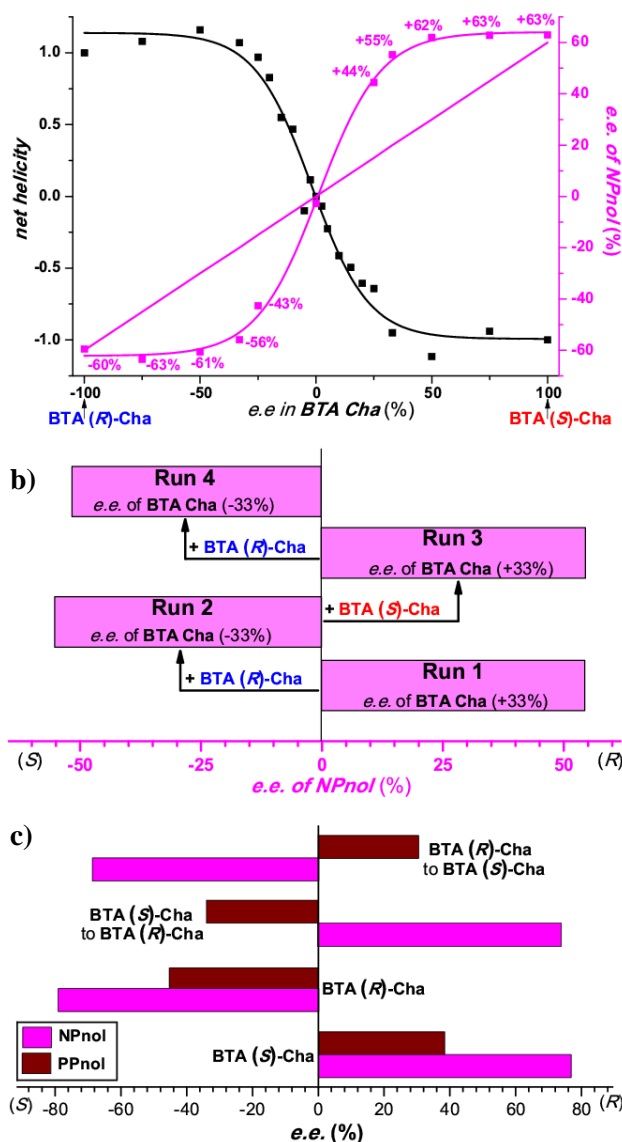 +62%
+63%
+63%
+55%
+44%
1.0
0.5
0.0
-0.5
-1.0
net helicity
60
40
20
0
-20
-40
-60
e.e. of NPnol (%)
-43%
-56%
-60%
-63%
-61%
-100
-50
0
50
100
BTA (R)-Cha
e.e in BTA Cha (%)
BTA (S)-Cha
b)
Run 4
e.e. of BTA Cha (-33%)
+ BTA (R)-Cha
Run 3
e.e. of BTA Cha (+33%)
Run 2
e.e. of BTA Cha (-33%)
+ BTA (S)-Cha
+ BTA (R)-Cha
Run 1
e.e. of BTA Cha (+33%)
(S)
-50
-25
0
25
50
(R)
e.e. of NPnol (%)
c)
BTA (R)-Cha
to BTA (S)-Cha
BTA (S)-Cha
to BTA (R)-Cha
BTA (R)-Cha
BTA (S)-Cha
NPnol
PPnol
(S)
-80
-60
-40
-20
0
20
40
60
80
(R)
e.e. (%)